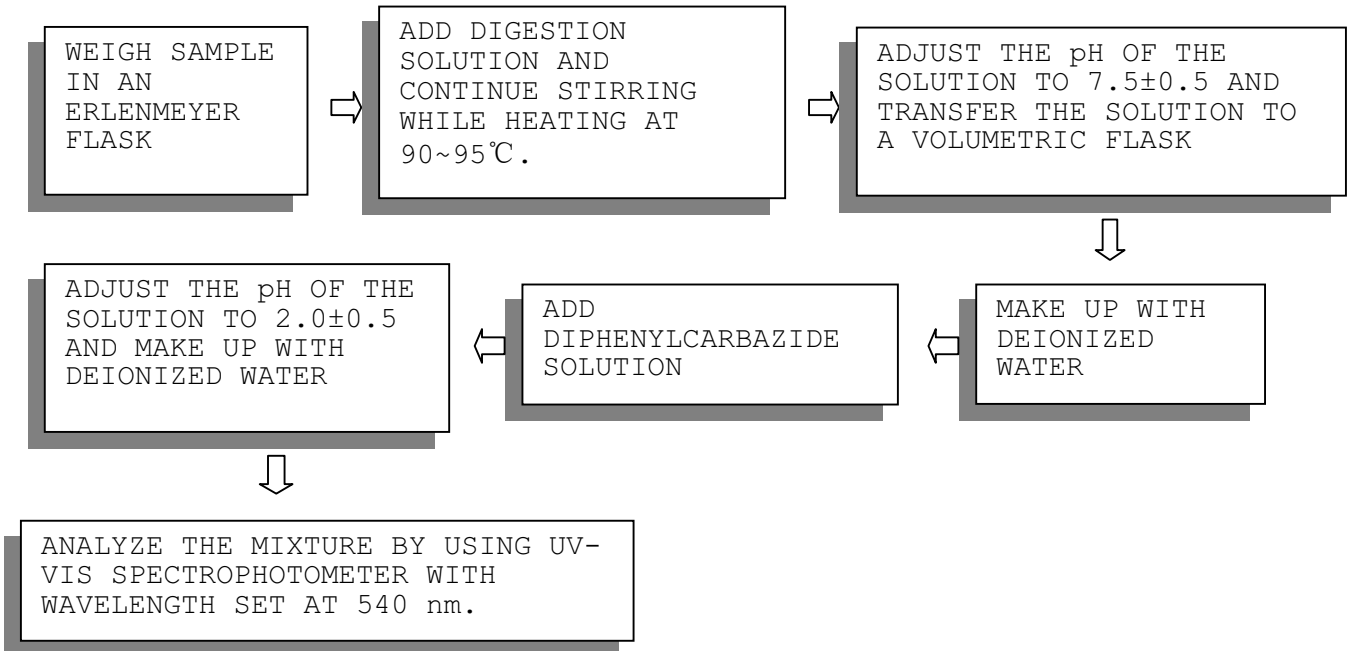 WEIGH SAMPLE
IN AN
ERLENMEYER
FLASK
ADD DIGESTION
SOLUTION AND
CONTINUE STIRRING
WHILE HEATING AT
90~95℃.
ADJUST THE pH OF THE
SOLUTION TO 7.5±0.5 AND
TRANSFER THE SOLUTION TO
A VOLUMETRIC FLASK
MAKE UP WITH
DEIONIZED
WATER
ADD
DIPHENYLCARBAZIDE
SOLUTION
ADJUST THE pH OF THE
SOLUTION TO 2.0±0.5
AND MAKE UP WITH
DEIONIZED WATER
ANALYZE THE MIXTURE BY USING UV-
VIS SPECTROPHOTOMETER WITH
WAVELENGTH SET AT 540 nm.